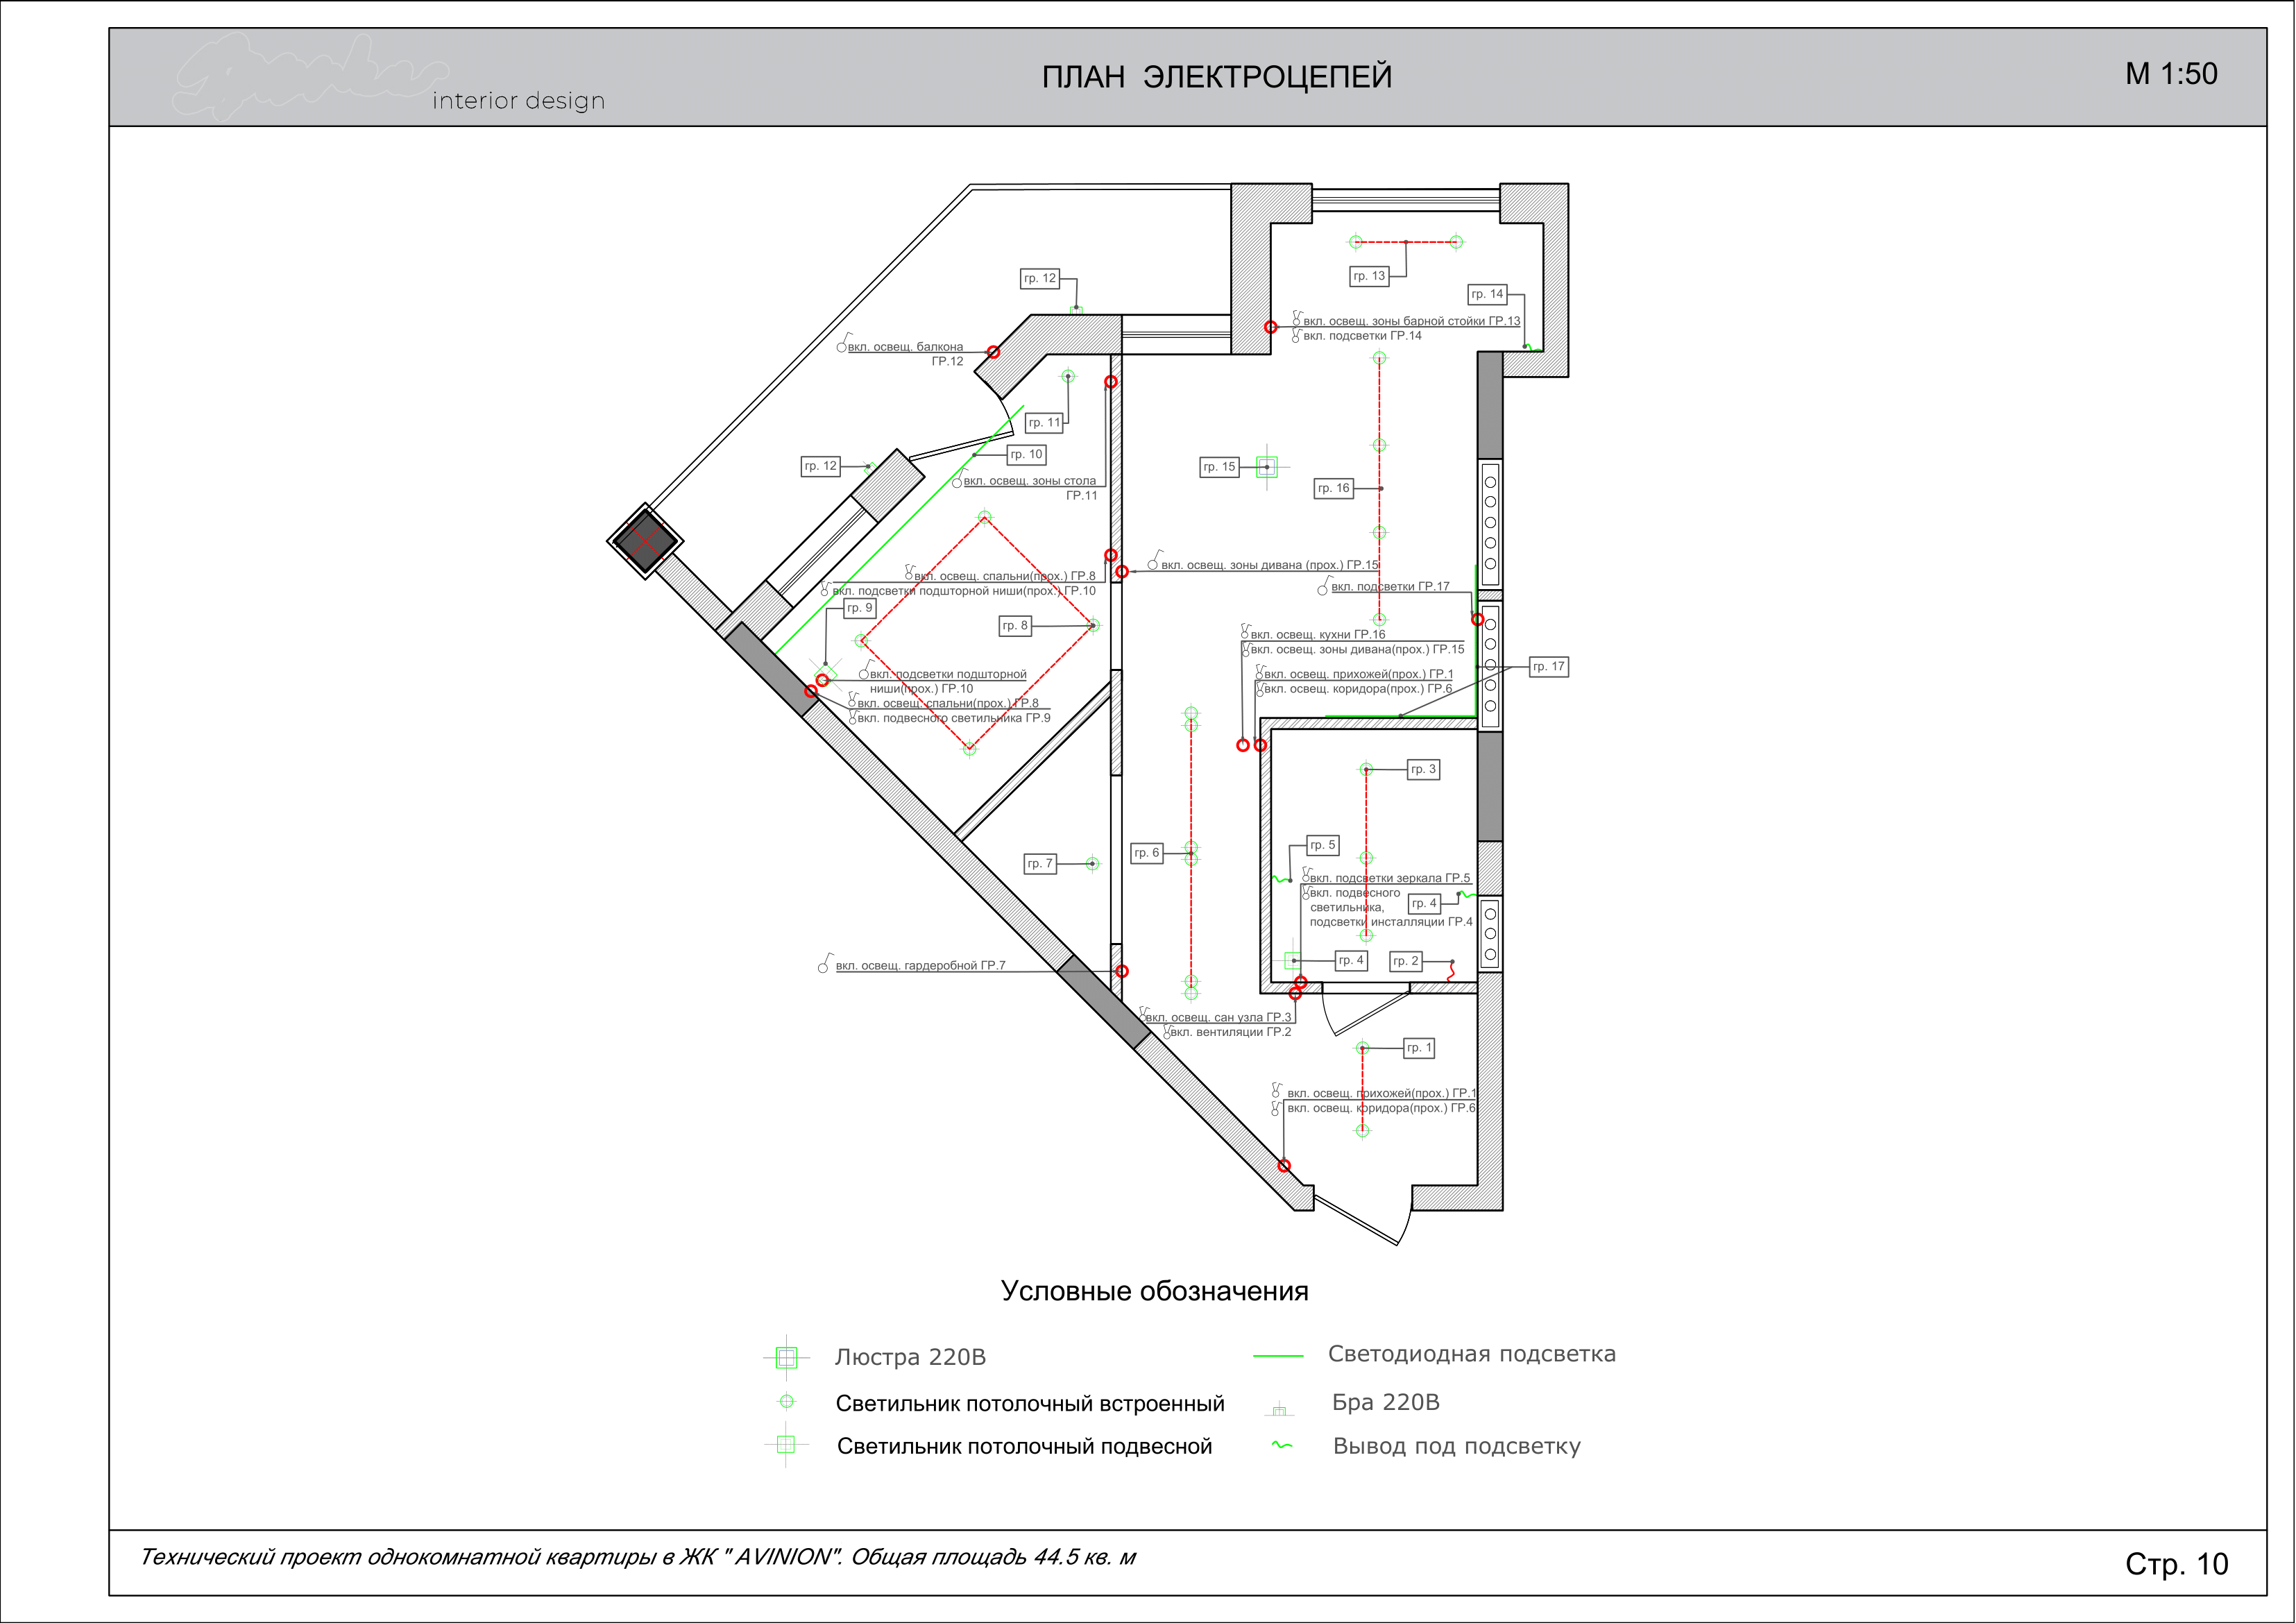 interior design
ПЛАН ЭЛЕКТРОЦЕПЕЙ
М 1:50
гр. 12
гр. 13
гр. 14
вкл. освещ. зоны барной стойки ГР.13
вкл. подсветки ГР.14
вкл. освещ. балкона
ГР.12
гр. 11
гр. 10
гр. 12
гр. 15
гр. 16
вкл. освещ. зоны стола
ГР.11
вкл. освещ. зоны дивана (прох.) ГР.15
вкл. освещ. спальни(прох.) ГР.8
вкл. подсветки подшторной ниши(прох.) ГР.10
вкл. подсветки ГР.17
гр. 9
гр. 8
вкл. освещ. кухни ГР.16
вкл. освещ. зоны дивана(прох.) ГР.15
гр. 17
вкл. подсветки подшторной
ниши(прох.) ГР.10
вкл. освещ. спальни(прох.) ГР.8
вкл. подвесного светильника ГР.9
вкл. освещ. прихожей(прох.) ГР.1
вкл. освещ. коридора(прох.) ГР.6
гр. 3
гр. 5
гр. 6
гр. 7
вкл. подсветки зеркала ГР.5
вкл. подвесного
светильника,
подсветки инсталляции ГР.4
гр. 4
гр. 4
гр. 2
вкл. освещ. гардеробной ГР.7
вкл. освещ. сан узла ГР.3
вкл. вентиляции ГР.2
гр. 1
вкл. освещ. прихожей(прох.) ГР.1
вкл. освещ. корридора(прох.) ГР.6
Условные обозначения
Люстра 220В
Светодиодная подсветка
Светильник потолочный встроенный
Бра 220В
Светильник потолочный подвесной
Вывод под подсветку
Технический проект однокомнатной квартиры в ЖК " AVINION". Общая площадь 44.5 кв. м
Стр. 10